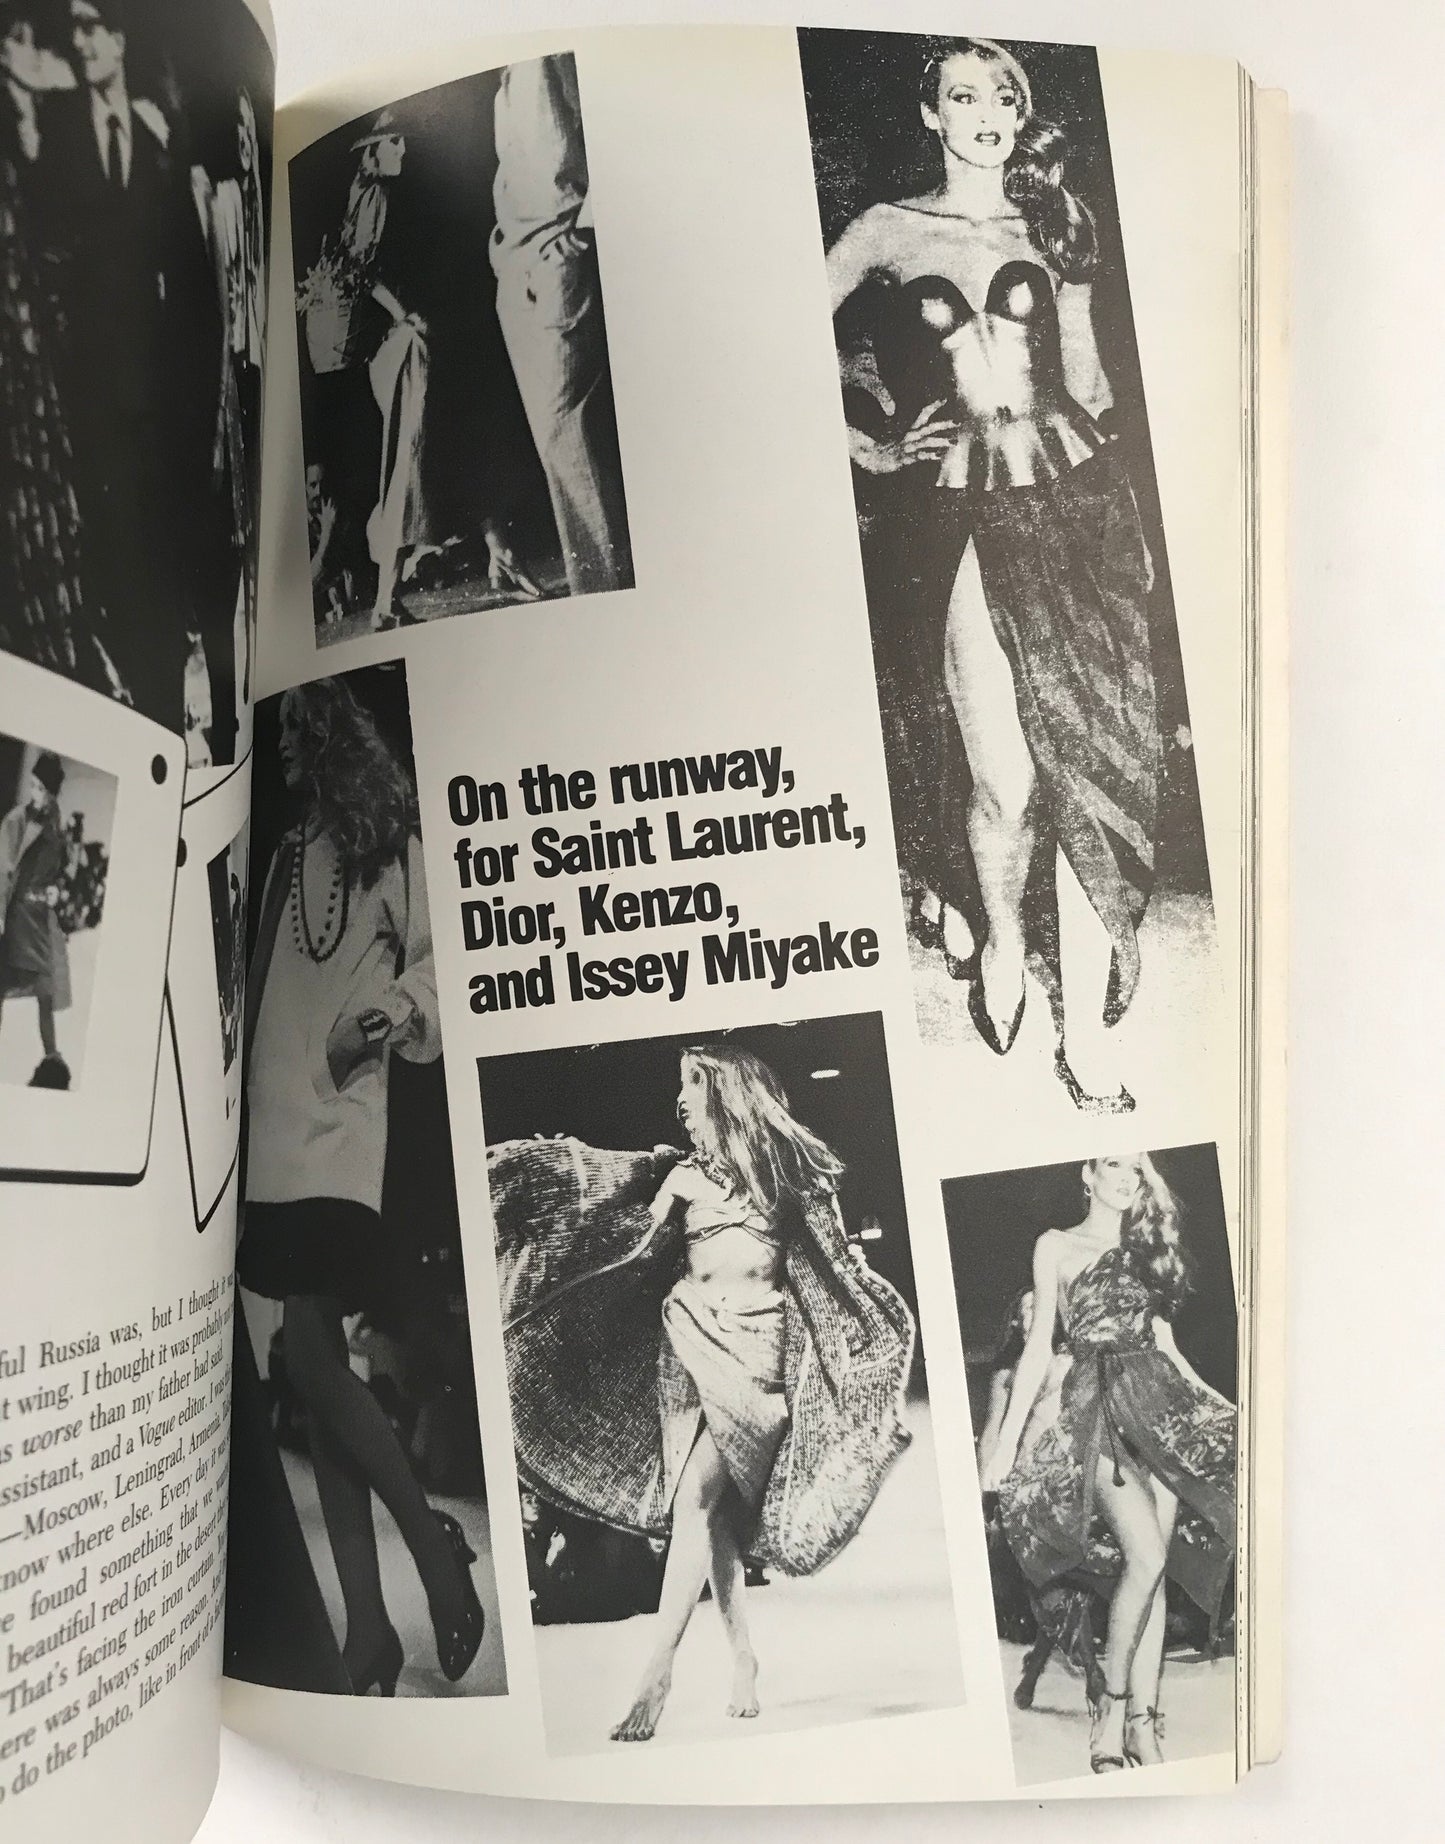 ful Russia was, but I thought it
t wing. I thought it was probably
as worse than my father had said.
ssistant, and a Vogue editor. I was
—Moscow, Leningrad, Armenia,
know where else. Every day it was
e found something that we
beautiful red fort in the desert
"That's facing the iron curtain.
ere was always some reason. And
o do the photo, like in front of a
On the runway,
for Saint Laurent,
Dior, Kenzo,
and Issey Miyake